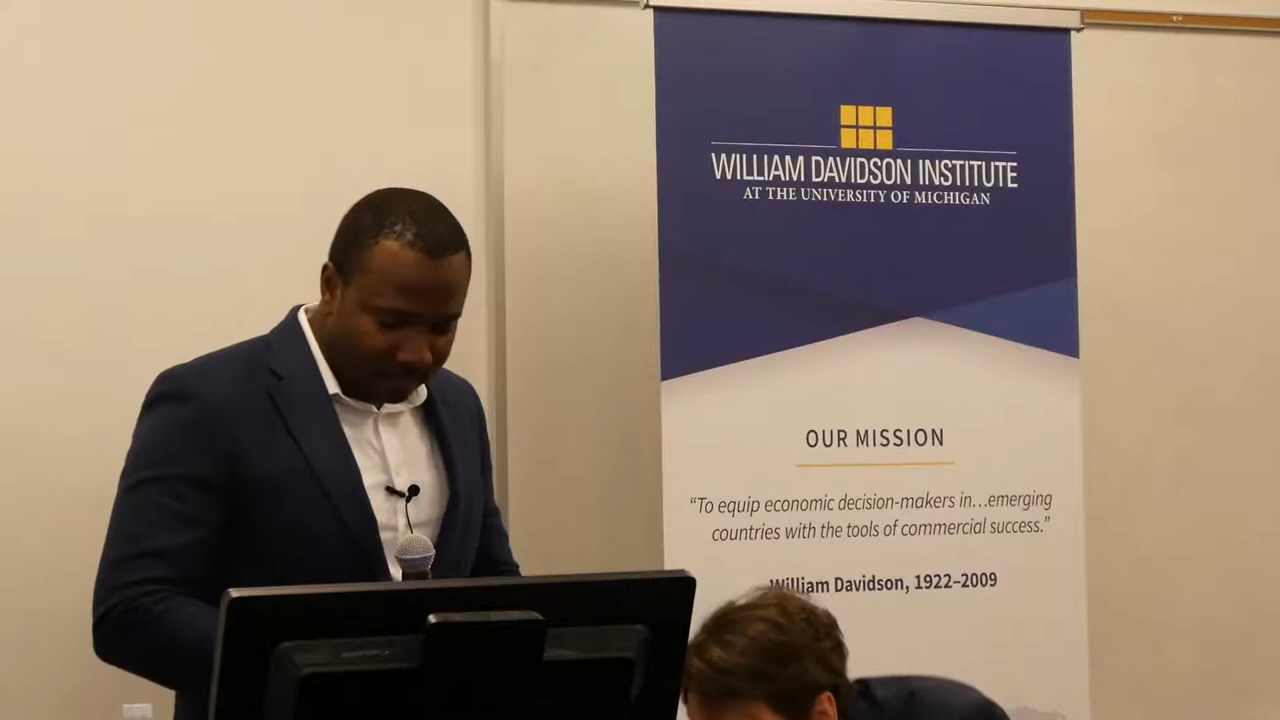 WILLIAM DAVIDSON INSTITUTE
AT THE UNIVERSITY OF MICHIGAN
OUR MISSION
“To equip economic decision-makers in…emerging
countries with the tools of commercial success.”
William Davidson, 1922–2009